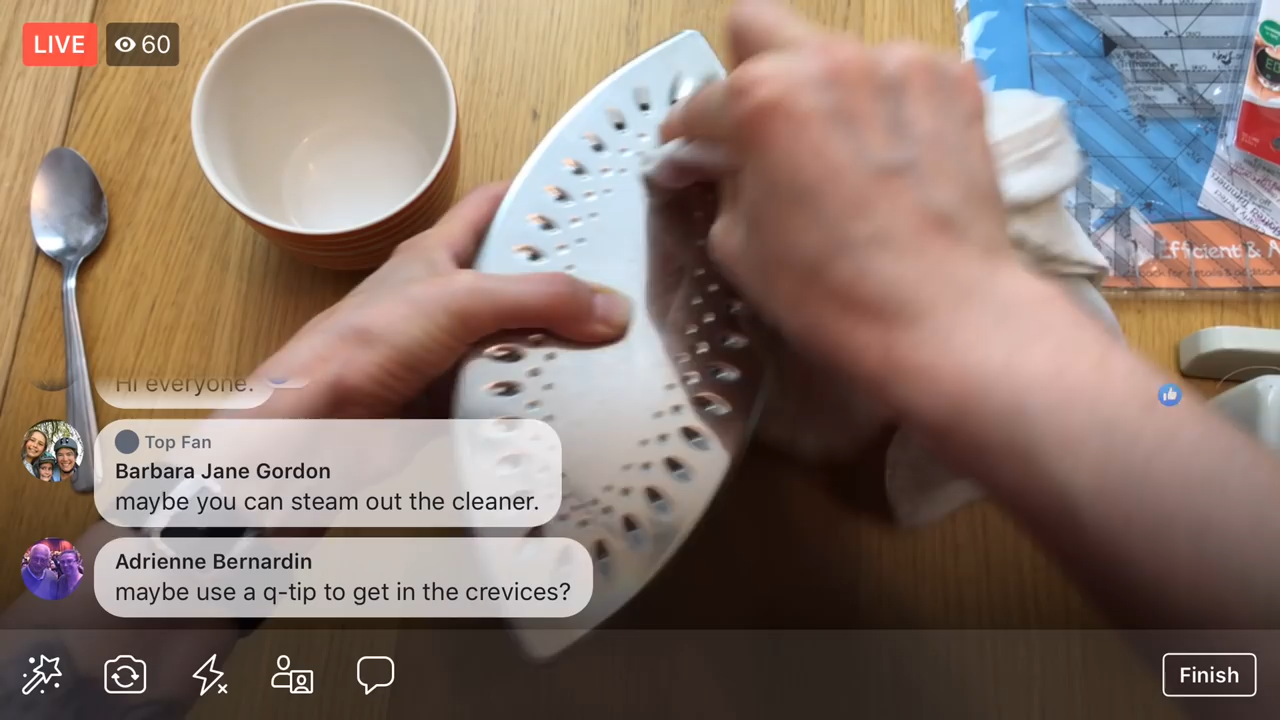 LIVE
60
Hi everyone.
Top Fan
Barbara Jane Gordon
maybe you can steam out the cleaner.
Adrienne Bernardin
maybe use a q-tip to get in the crevices?
Efficient &
Finish